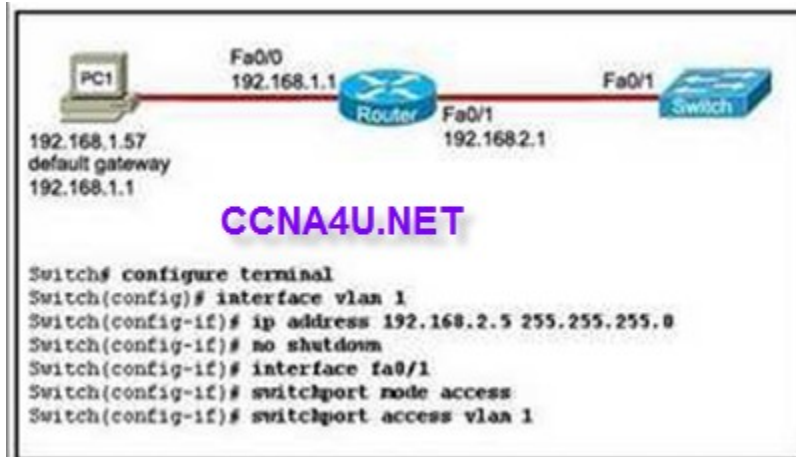 PC1
Fa0/0
192.168.1.1
Router
Fa0/1
192.168.2.1
Fa0/1
Switch
192.168.1.57
default gateway
192.168.1.1
CCNA4U.NET
Switch# configure terminal
Switch(config)# interface vlan 1
Switch(config-if)# ip address 192.168.2.5 255.255.255.0
Switch(config-if)# no shutdown
Switch(config-if)# interface fa0/1
Switch(config-if)# switchport mode access
Switch(config-if)# switchport access vlan 1